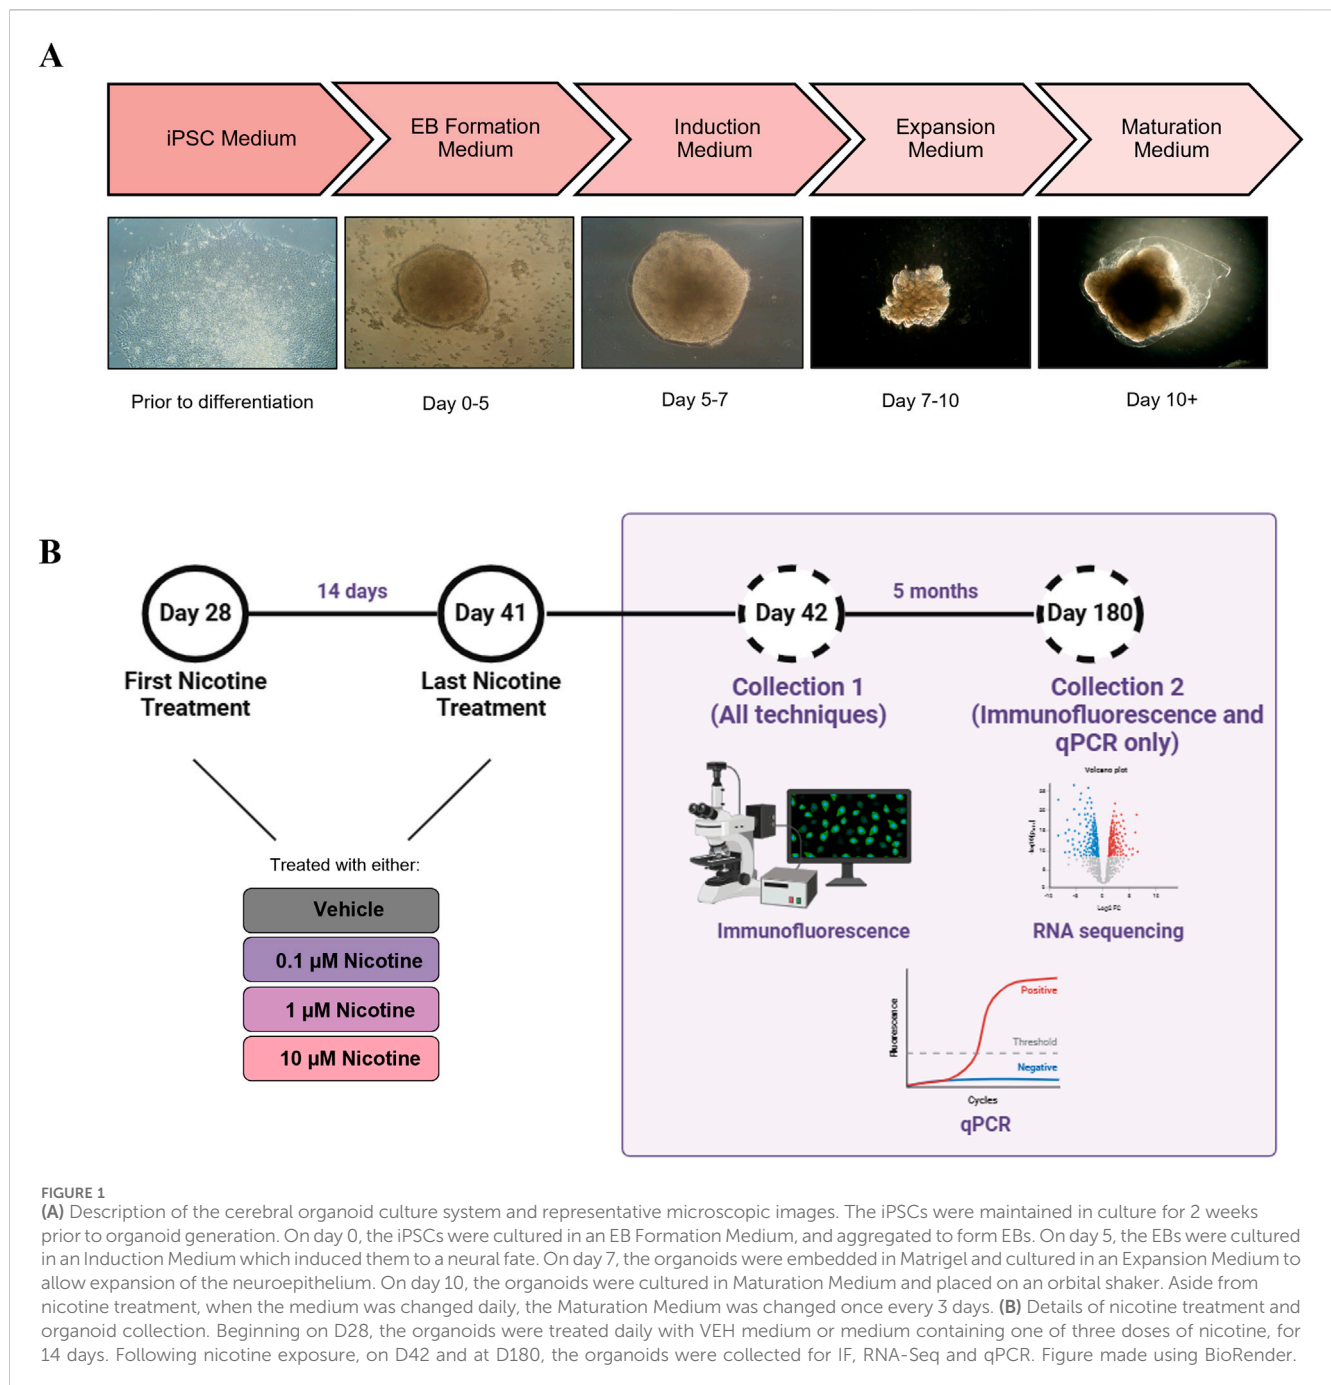 A
iPSC Medium
EB Formation
Medium
Induction
Medium
Expansion
Medium
Maturation
Medium
Prior to differentiation
Day 0-5
Day 5-7
Day 7-10
Day 10+
B
Day 28
14 days
Day 41
Day 42
5 months
Day 180
First Nicotine
Treatment
Last Nicotine
Treatment
Collection 1
(All techniques)
Collection 2
(Immunofluorescence and
qPCR only)
Treated with either:
Vehicle
0.1 µM Nicotine
1 µM Nicotine
10 µM Nicotine
Immunofluorescence
Volcano plot
-10
-5
0
5
10
RNA sequencing
Fluorescence
Positive
Threshold
Negative
Cycles
qPCR
FIGURE 1
(A) Description of the cerebral organoid culture system and representative microscopic images. The iPSCs were maintained in culture for 2 weeks
prior to organoid generation. On day 0, the iPSCs were cultured in an EB Formation Medium, and aggregated to form EBs. On day 5, the EBs were cultured
in an Induction Medium which induced them to a neural fate. On day 7, the organoids were embedded in Matrigel and cultured in an Expansion Medium to
allow expansion of the neuroepithelium. On day 10, the organoids were cultured in Maturation Medium and placed on an orbital shaker. Aside from
nicotine treatment, when the medium was changed daily, the Maturation Medium was changed once every 3 days. (B) Details of nicotine treatment and
organoid collection. Beginning on D28, the organoids were treated daily with VEH medium or medium containing one of three doses of nicotine, for
14 days. Following nicotine exposure, on D42 and at D180, the organoids were collected for IF, RNA-Seq and qPCR. Figure made using BioRender.